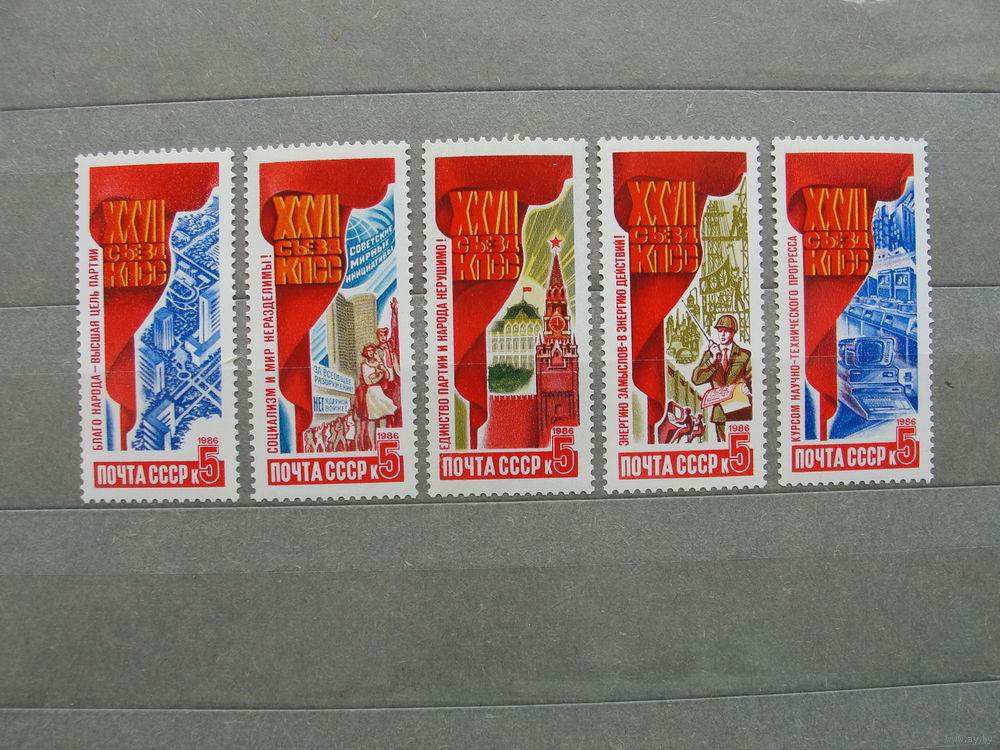 БЛАГО НАРОДА — ВЫСШАЯ ЦЕЛЬ ПАРТИИ
XXVII
СЪЕЗД
КПСС
1986
ПОЧТА СССР к5
СОЦИАЛИЗМ И МИР НЕРАЗДЕЛИМЫ!
XXVII
СЪЕЗД
КПСС
СОВЕТСКИЕ
МИРНЫЕ
ИНИЦИАТИВЫ
ЗА ВСЕОБЩЕЕ
РАЗОРУЖЕНИЕ!
НЕТ ЯДЕРНОЙ
ВОЙНЕ!
1986
ПОЧТА СССР к5
ЕДИНСТВО ПАРТИИ И НАРОДА НЕРУШИМО!
XXVII
СЪЕЗД
КПСС
1986
ПОЧТА СССР к5
ЭНЕРГИЮ ЗАМЫСЛОВ - В ЭНЕРГИЮ ДЕЙСТВИЙ!
XXVII
СЪЕЗД
КПСС
1986
ПОЧТА СССР к5
КУРСОМ НАУЧНО-ТЕХНИЧЕСКОГО ПРОГРЕССА
XXVII
СЪЕЗД
КПСС
1986
ПОЧТА СССР к5
www.ay.by